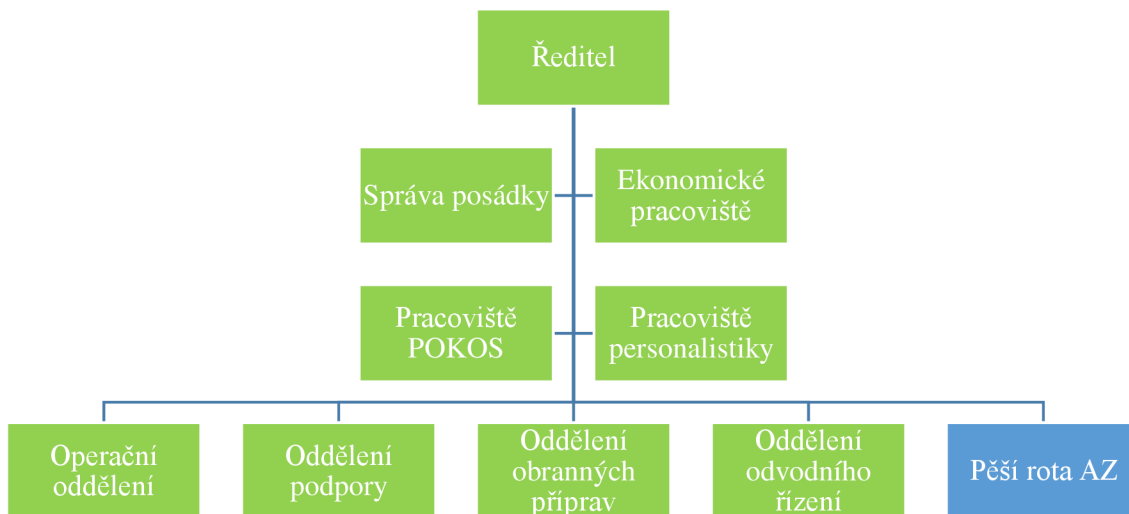 Ředitel
Správa posádky
Ekonomické
pracoviště
Pracoviště
POKOS
Pracoviště
personalistiky
Operační
oddělení
Oddělení
podpory
Oddělení
obranných
příprav
Oddělení
odvodního
řízení
Pěší rota AZ